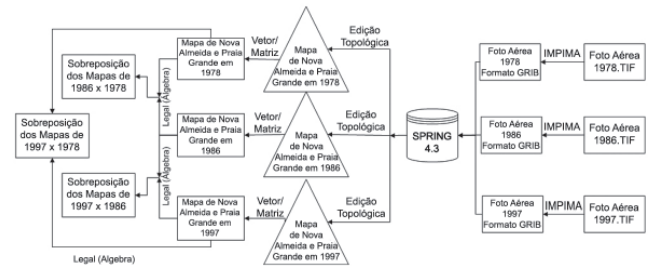 Sobreposição
dos Mapas de
1997 x 1978
Sobreposição
dos Mapas de
1986 x 1978
Sobreposição
dos Mapas de
1997 x 1986
Legal (Álgebra)
Legal (Álgebra)
Legal (Álgebra)
Mapa de Nova
Almeida e Praia
Grande em
1978
Mapa de Nova
Almeida e Praia
Grande em
1986
Mapa de Nova
Almeida e Praia
Grande em
1997
Vetor/
Matriz
Vetor/
Matriz
Vetor/
Matriz
Mapa
de Nova
Almeida e Praia
Grande em 1978
Mapa
de Nova
Almeida e Praia
Grande em 1986
Mapa
de Nova
Almeida e Praia
Grande em 1997
Edição
Topológica
Edição
Topológica
Edição
Topológica
SPRING
4.3
Foto Aérea
1978
Formato GRIB
IMPIMA
Foto Aérea
1978.TIF
Foto Aérea
1986
Formato GRIB
IMPIMA
Foto Aérea
1986.TIF
Foto Aérea
1997
Formato GRIB
IMPIMA
Foto Aérea
1997.TIF